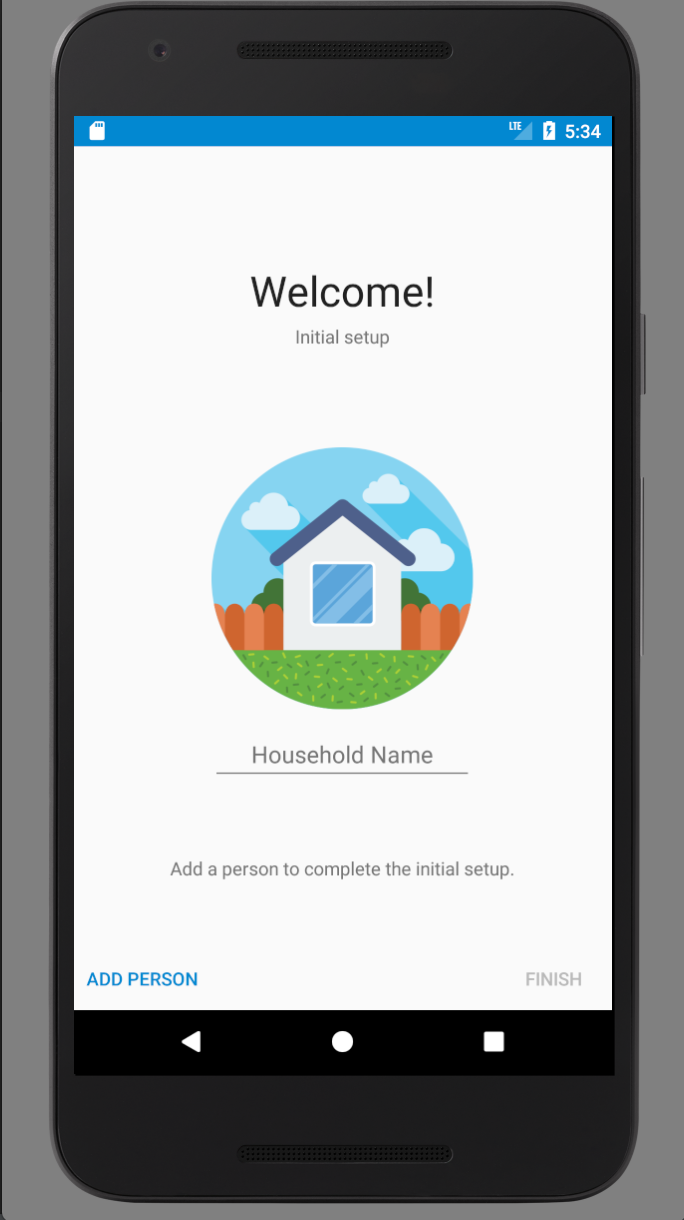 LTE 5:34
Welcome!
Initial setup
Household Name
Add a person to complete the initial setup.
ADD PERSON FINISH